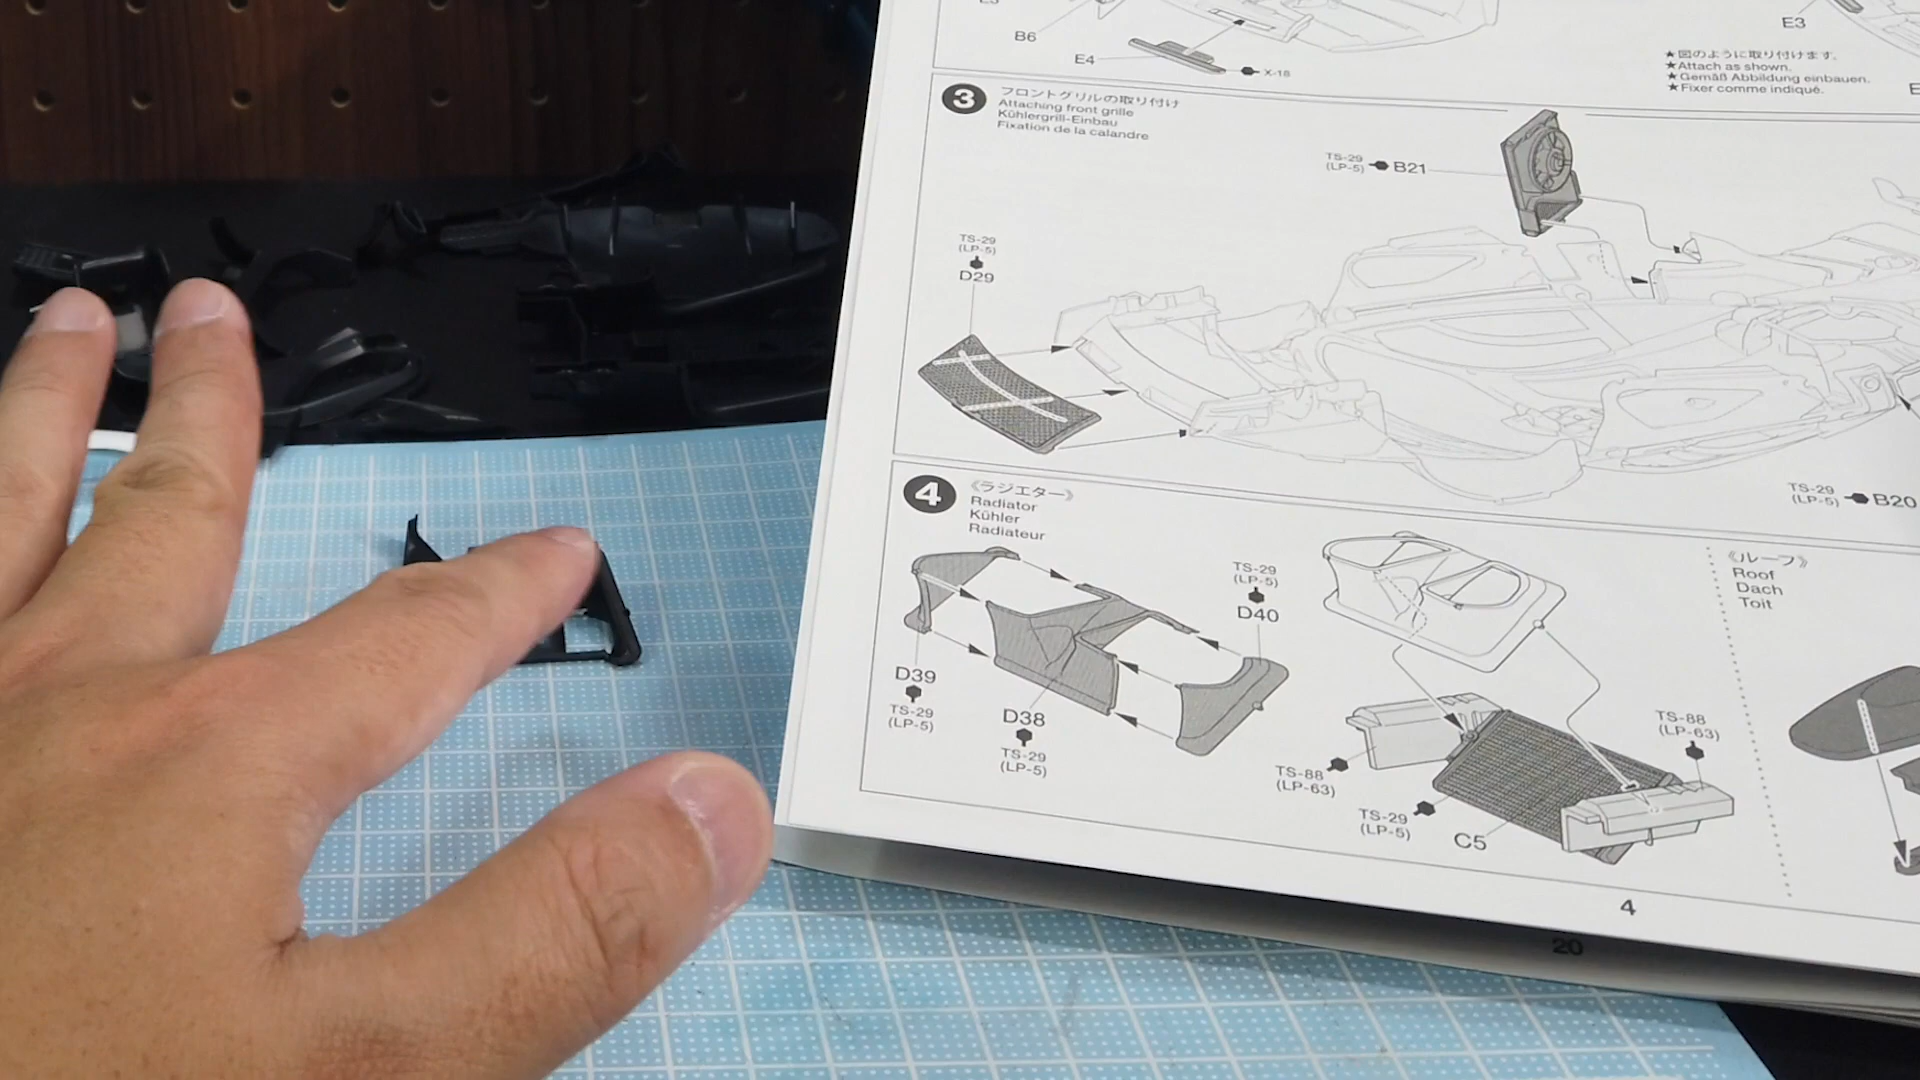 B6
E4
X-18
E3
★図のように取り付けます。
★Attach as shown.
★Gemäß Abbildung einbauen.
★Fixer comme indiqué.
3
フロントグリルの取り付け
Attaching front grille
Kühlergrill-Einbau
Fixation de la calandre
TS-29
(LP-5)
B21
TS-29
(LP-5)
D29
TS-29
(LP-5)
B20
4
《ラジエター》
Radiator
Kühler
Radiateur
TS-29
(LP-5)
D40
D39
TS-29
(LP-5)
D38
TS-29
(LP-5)
TS-88
(LP-63)
TS-29
(LP-5)
C5
TS-88
(LP-63)
《ルーフ》
Roof
Dach
Toit
4
20